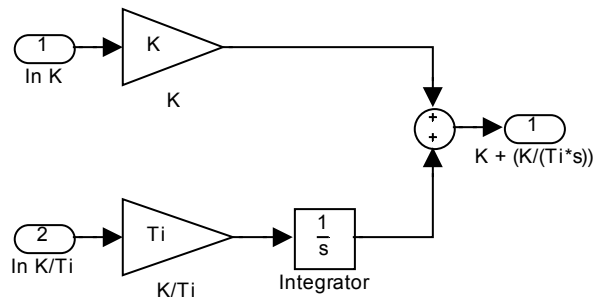 1
In K
K
K
+
+
1
K + (K/(Ti*s))
2
In K/Ti
Ti
K/Ti
1
s
Integrator